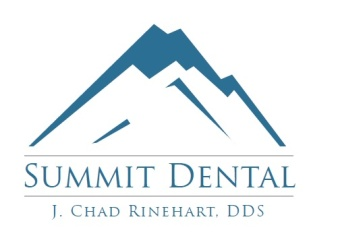 Summit Dental
J. Chad Rinehart, DDS